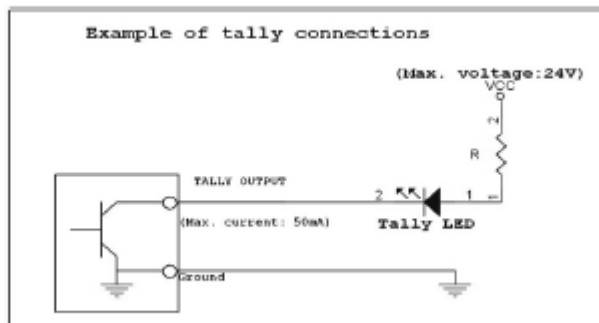 Example of tally connections
(Max. voltage:24V)
VCC
2
R
1
TALLY OUTPUT
2
1
(Max. current: 50mA)
Tally LED
Ground